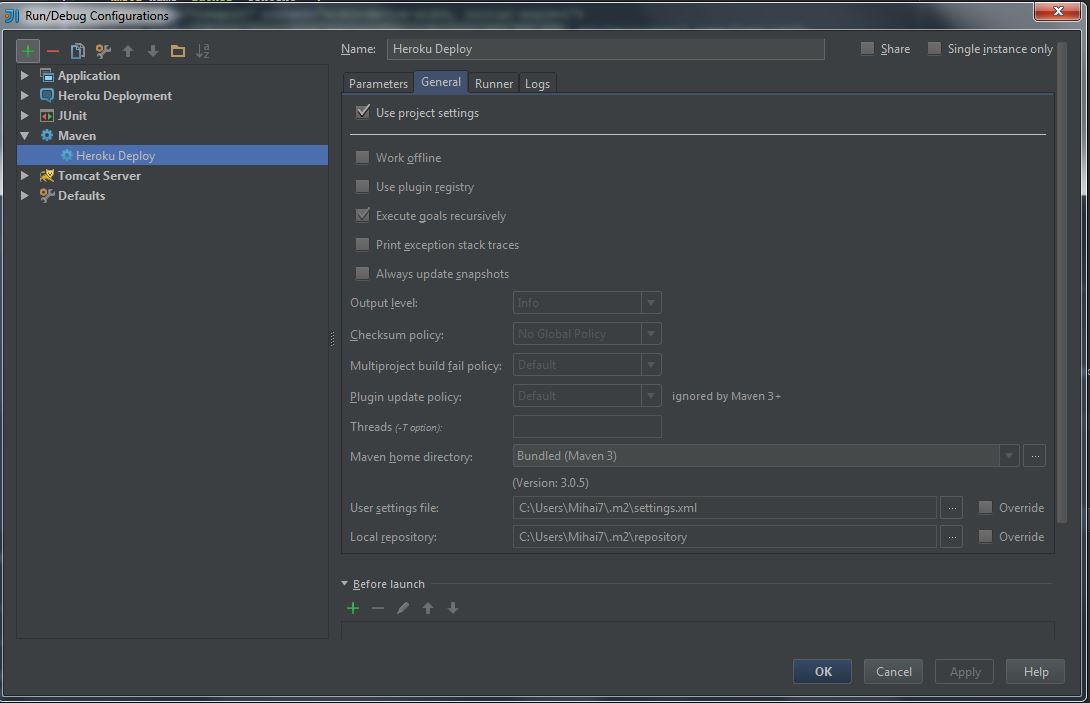 Run/Debug Configurations
Name: Heroku Deploy Share Single instance only
Application
Heroku Deployment
JUnit
Maven
Heroku Deploy
Tomcat Server
Defaults
Parameters General Runner Logs
Use project settings
Work offline
Use plugin registry
Execute goals recursively
Print exception stack traces
Always update snapshots
Output level: Info
Checksum policy: No Global Policy
Multiproject build fail policy: Default
Plugin update policy: Default ignored by Maven 3+
Threads (-T option):
Maven home directory: Bundled (Maven 3) ...
(Version: 3.0.5)
User settings file: C:\Users\Mihai7\.m2\settings.xml ... Override
Local repository: C:\Users\Mihai7\.m2\repository ... Override
Before launch
OK Cancel Apply Help